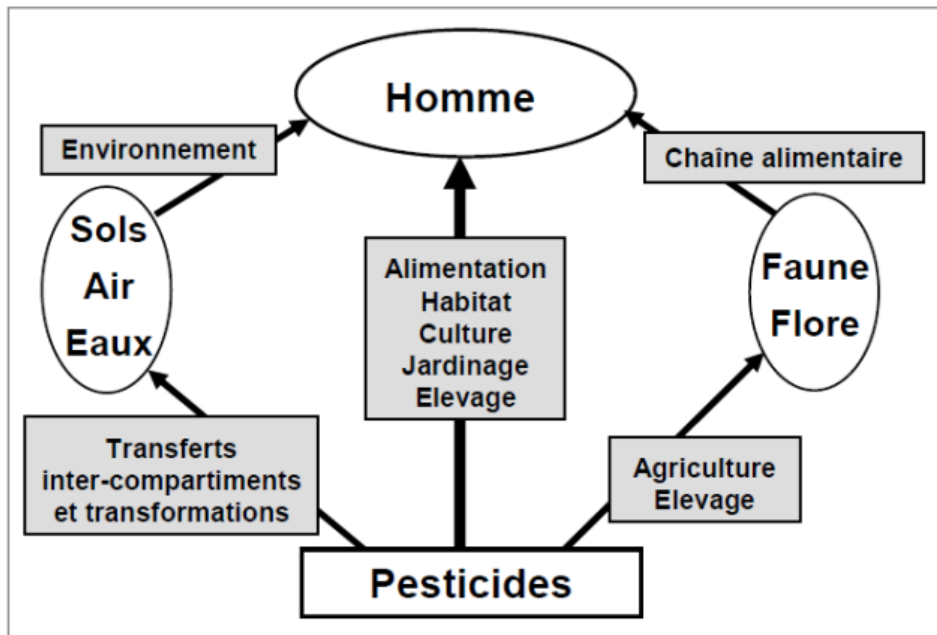 Homme
Environnement
Chaîne alimentaire
Sols
Air
Eaux
Alimentation
Habitat
Culture
Jardinage
Elevage
Faune
Flore
Transferts
inter-compartiments
et transformations
Agriculture
Elevage
Pesticides